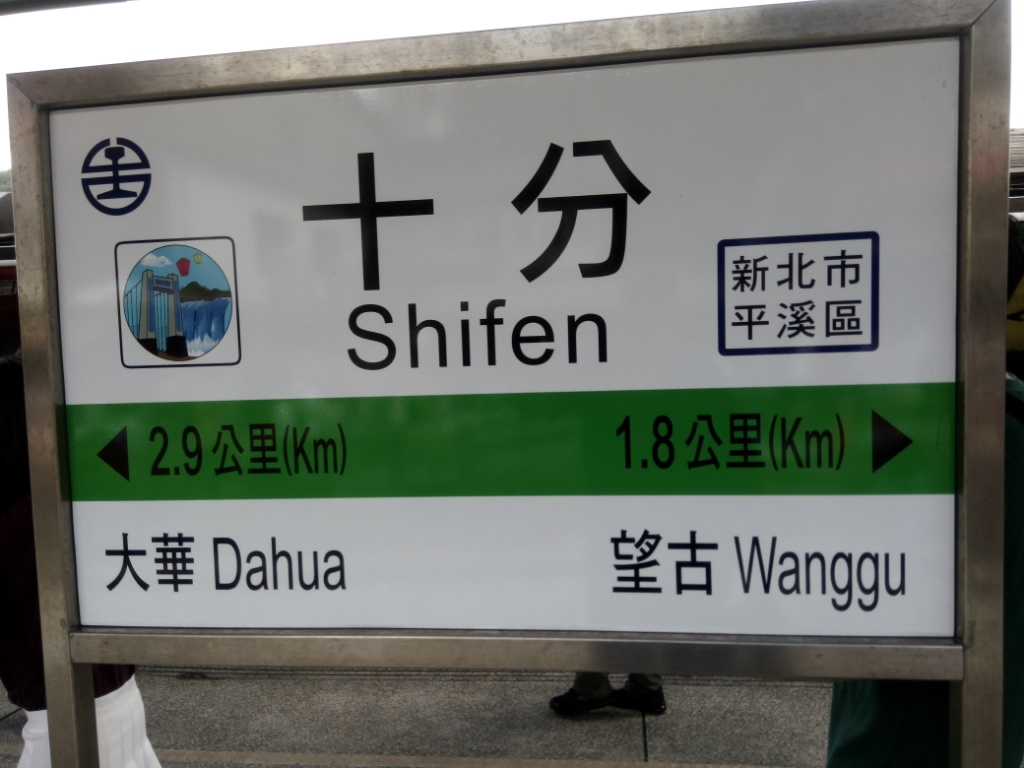 十分
Shifen
新北市
平溪區
2.9公里(Km)
1.8公里(Km)
大華 Dahua
望古 Wanggu